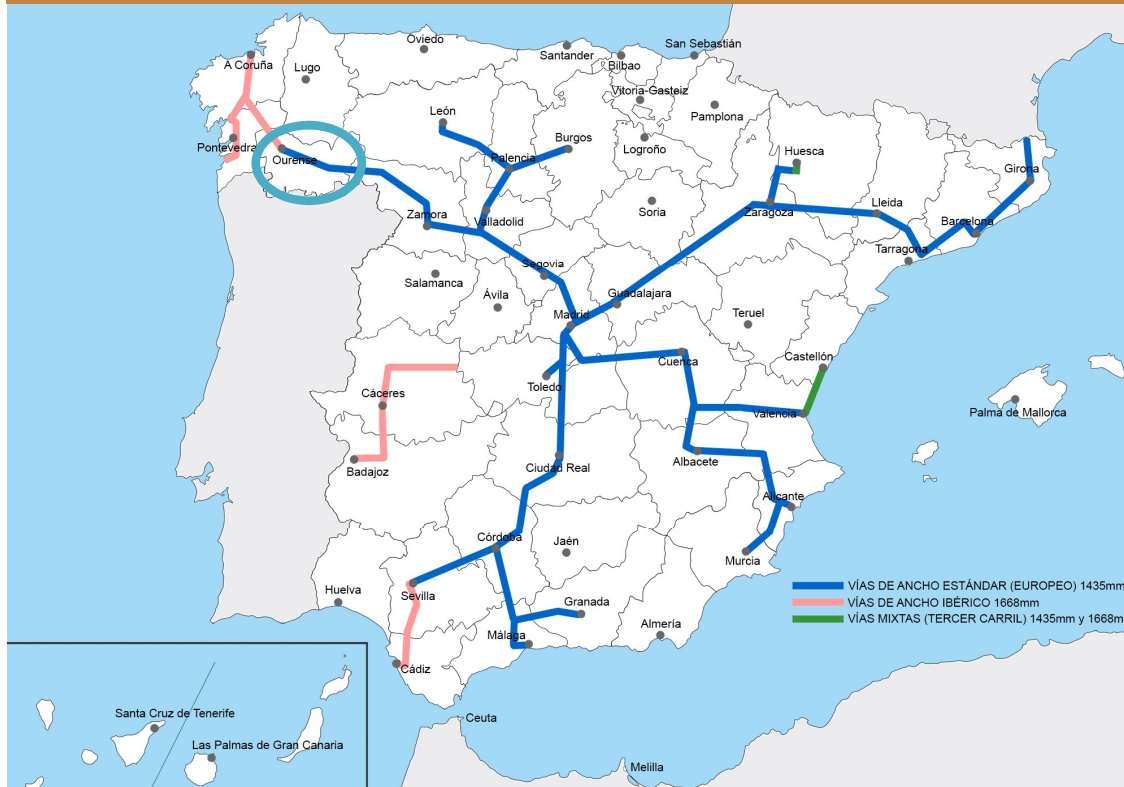 Oviedo
Santander
San Sebastián
A Coruña
Lugo
Bilbao
Vitoria-Gasteiz
León
Pamplona
Pontevedra
Ourense
Burgos
Logroño
Palencia
Huesca
Girona
Zamora
Valladolid
Soria
Zaragoza
Lleida
Barcelona
Tarragona
Segovia
Salamanca
Ávila
Guadalajara
Madrid
Teruel
Castellón
Cuenca
Toledo
Cáceres
Valencia
Palma de Mallorca
Badajoz
Ciudad Real
Albacete
Alicante
Córdoba
Jaén
Murcia
Huelva
Sevilla
Granada
Almería
Málaga
Cádiz
VÍAS DE ANCHO ESTÁNDAR (EUROPEO) 1435mm
VÍAS DE ANCHO IBÉRICO 1668mm
VÍAS MIXTAS (TERCER CARRIL) 1435mm y 1668m
Santa Cruz de Tenerife
Las Palmas de Gran Canaria
Ceuta
Melilla